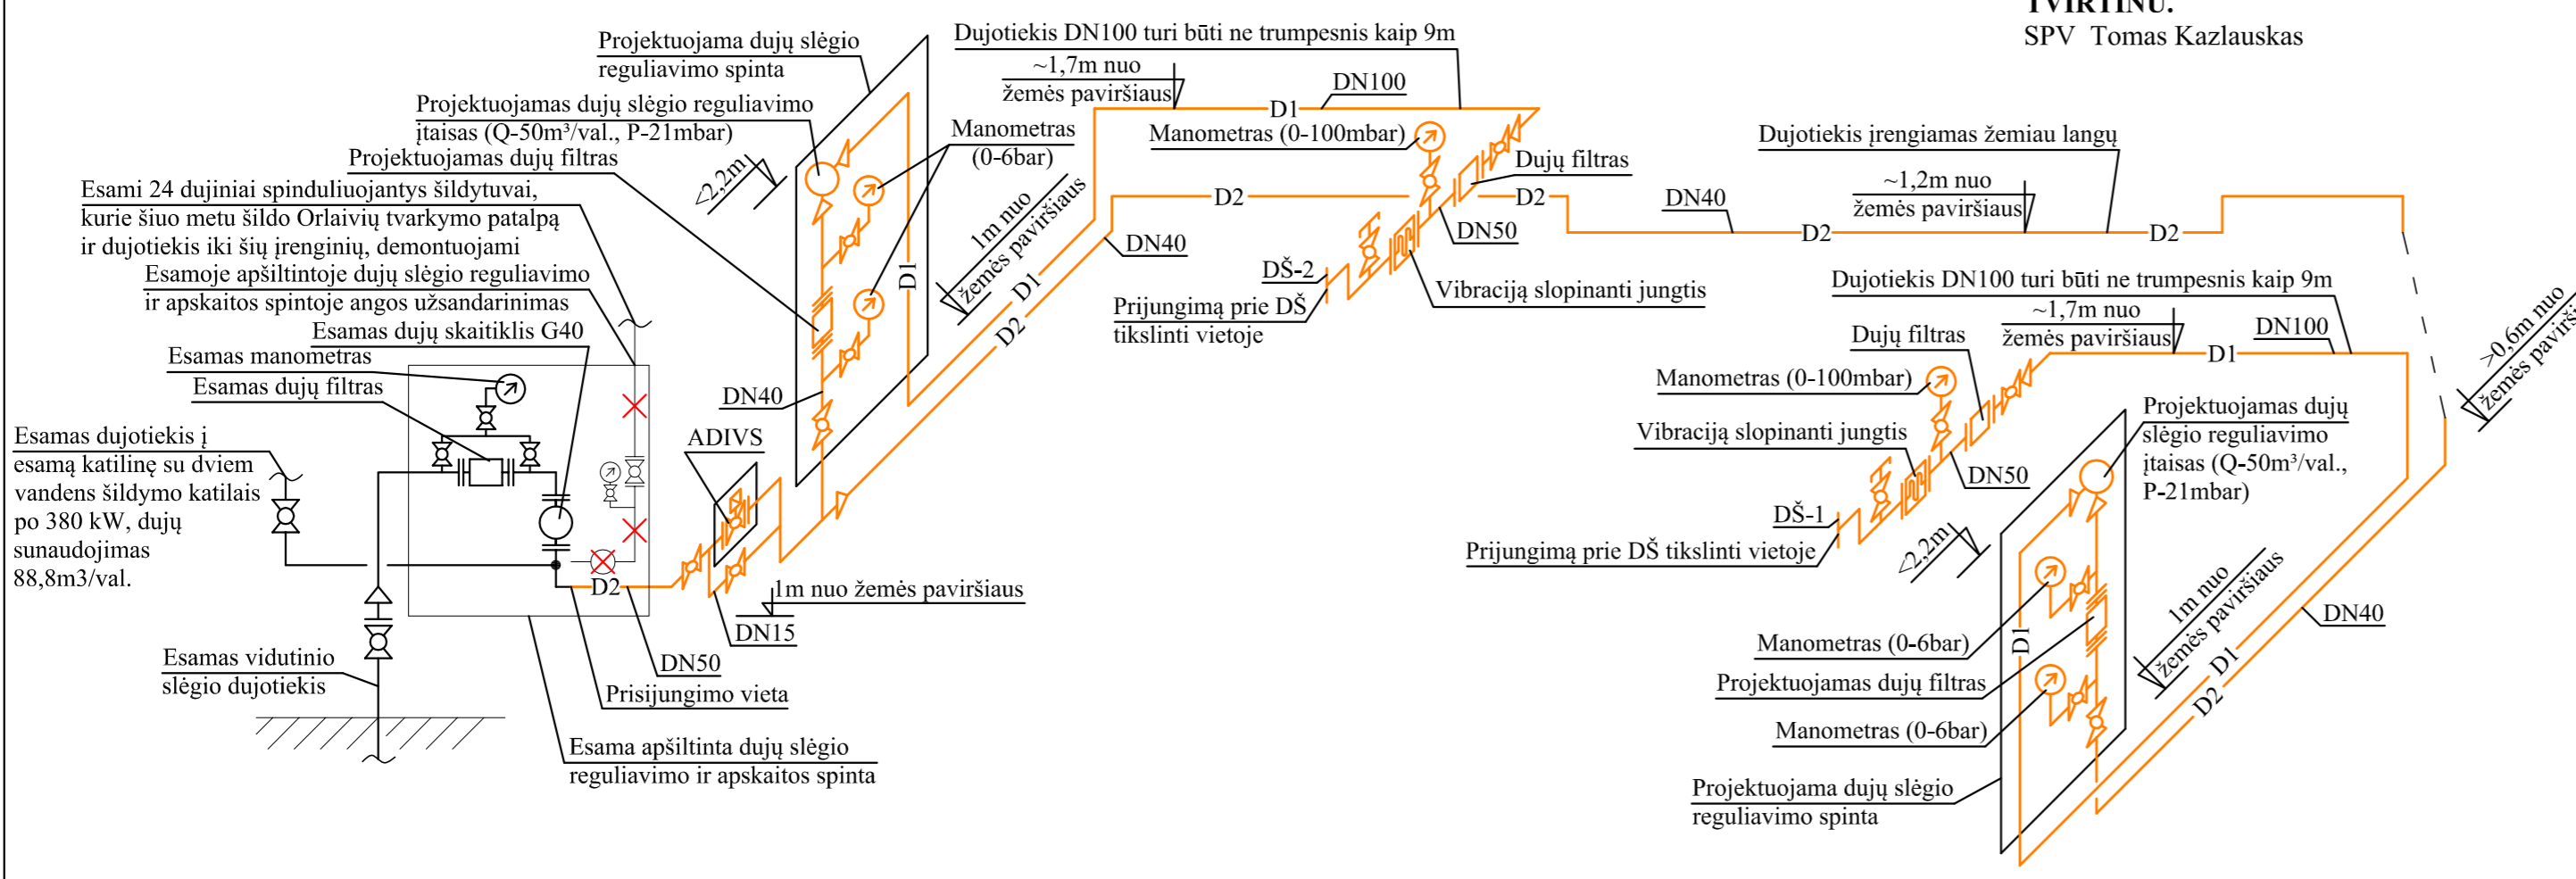 TVIRTINU.
SPV Tomas Kazlauskas
Projektuojama dujų slėgio
reguliavimo spinta
Projektuojamas dujų slėgio reguliavimo
įtaisas (Q-50m³/val., P-21mbar)
Projektuojamas dujų filtras
Esami 24 dujiniai spinduliuojantys šildytuvai,
kurie šiuo metu šildo Orlaivių tvarkymo patalpą
ir dujotiekis iki šių įrenginių, demontuojami
Esamoje apšiltintoje dujų slėgio reguliavimo
ir apskaitos spintoje angos užsandarinimas
Esamas dujų skaitiklis G40
Esamas manometras
Esamas dujų filtras
Esamas dujotiekis į
esamą katilinę su dviem
vandens šildymo katilais
po 380 kW, dujų
sunaudojimas
88,8m3/val.
Esamas vidutinio
slėgio dujotiekis
D2
DN50
Prisijungimo vieta
Esama apšiltinta dujų slėgio
reguliavimo ir apskaitos spinta
ADIVS
DN15
1m nuo žemės paviršiaus
DN40
<2,2m
D1
Manometras
(0-6bar)
1m nuo
žemės paviršiaus
D1
D2
DN40
Dujotiekis DN100 turi būti ne trumpesnis kaip 9m
~1,7m nuo
žemės paviršiaus
D1
DN100
Manometras (0-100mbar)
Dujų filtras
D2
D2
DN50
DŠ-2
Prijungimą prie DŠ
tikslinti vietoje
Vibraciją slopinanti jungtis
Dujotiekis įrengiamas žemiau langų
DN40
~1,2m nuo
žemės paviršiaus
D2
D2
>0,6m nuo
Dujotiekis DN100 turi būti ne trumpesnis kaip 9m
~1,7m nuo
žemės paviršiaus
DN100
D1
Dujų filtras
Manometras (0-100mbar)
Vibraciją slopinanti jungtis
DN50
DŠ-1
Prijungimą prie DŠ tikslinti vietoje
<2,2m
Projektuojamas dujų
slėgio reguliavimo
įtaisas (Q-50m³/val.,
P-21mbar)
D1
Manometras (0-6bar)
Projektuojamas dujų filtras
Manometras (0-6bar)
Projektuojama dujų slėgio
reguliavimo spinta
1m nuo
žemės paviršiaus
D1
D2
DN40